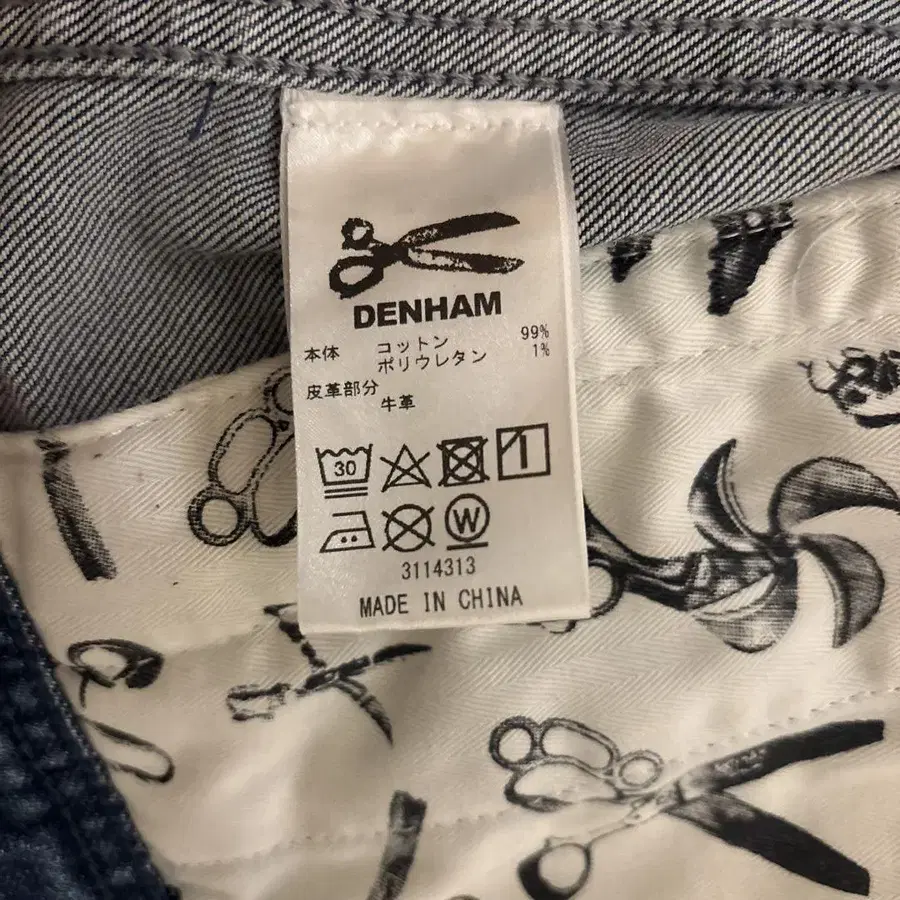 DENHAM
本体 コットン 99%
ポリウレタン 1%
皮革部分
牛革
30
W
3114313
MADE IN CHINA